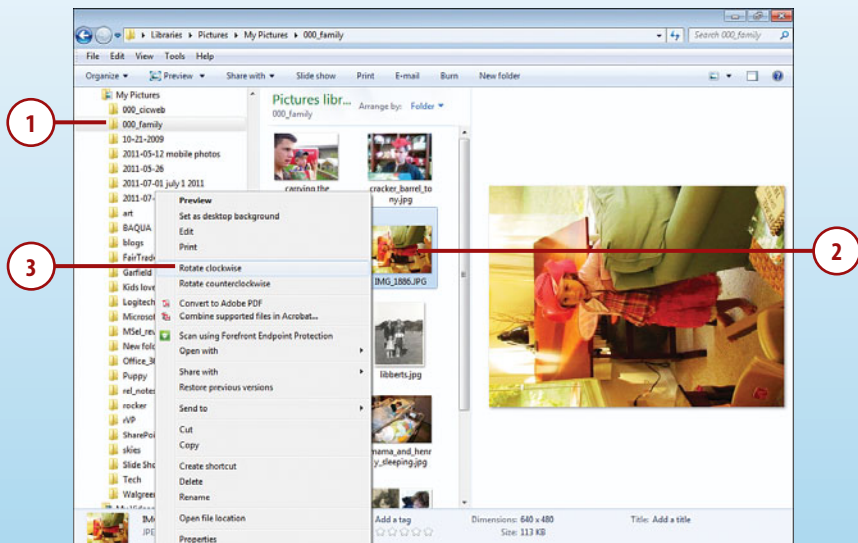 Libraries ▸ Pictures ▸ My Pictures ▸ 000_family
Search 000_family
File Edit View Tools Help
Organize Preview Share with Slide show Print E-mail Burn New folder
My Pictures
000_cicweb
000_family
10-21-2009
2011-05-12 mobile photos
2011-05-26
2011-07-01 july 1 2011
2011-07-
art
BAQUA
blogs
FairTrad
Garfield
Kids love
Logitech
Microsof
MSel_rev
New fold
Office_3
Puppy
rel_notes
rocker
rVP
SharePoi
skies
Slide Sho
Tech
Walgreen
1
3
Preview
Set as desktop background
Edit
Print
Rotate clockwise
Rotate counterclockwise
Convert to Adobe PDF
Combine supported files in Acrobat...
Scan using Forefront Endpoint Protection
Open with
Share with
Restore previous versions
Send to
Cut
Copy
Create shortcut
Delete
Rename
Open file location
Properties
Pictures libr...
000_family
Arrange by: Folder
carrying the
cracker_barrel_to
ny.jpg
IMG_1886.JPG
libberts.jpg
mama_and_henr
y_sleeping.jpg
2
Add a tag
Dimensions: 640 x 480
Size: 113 KB
Title: Add a title